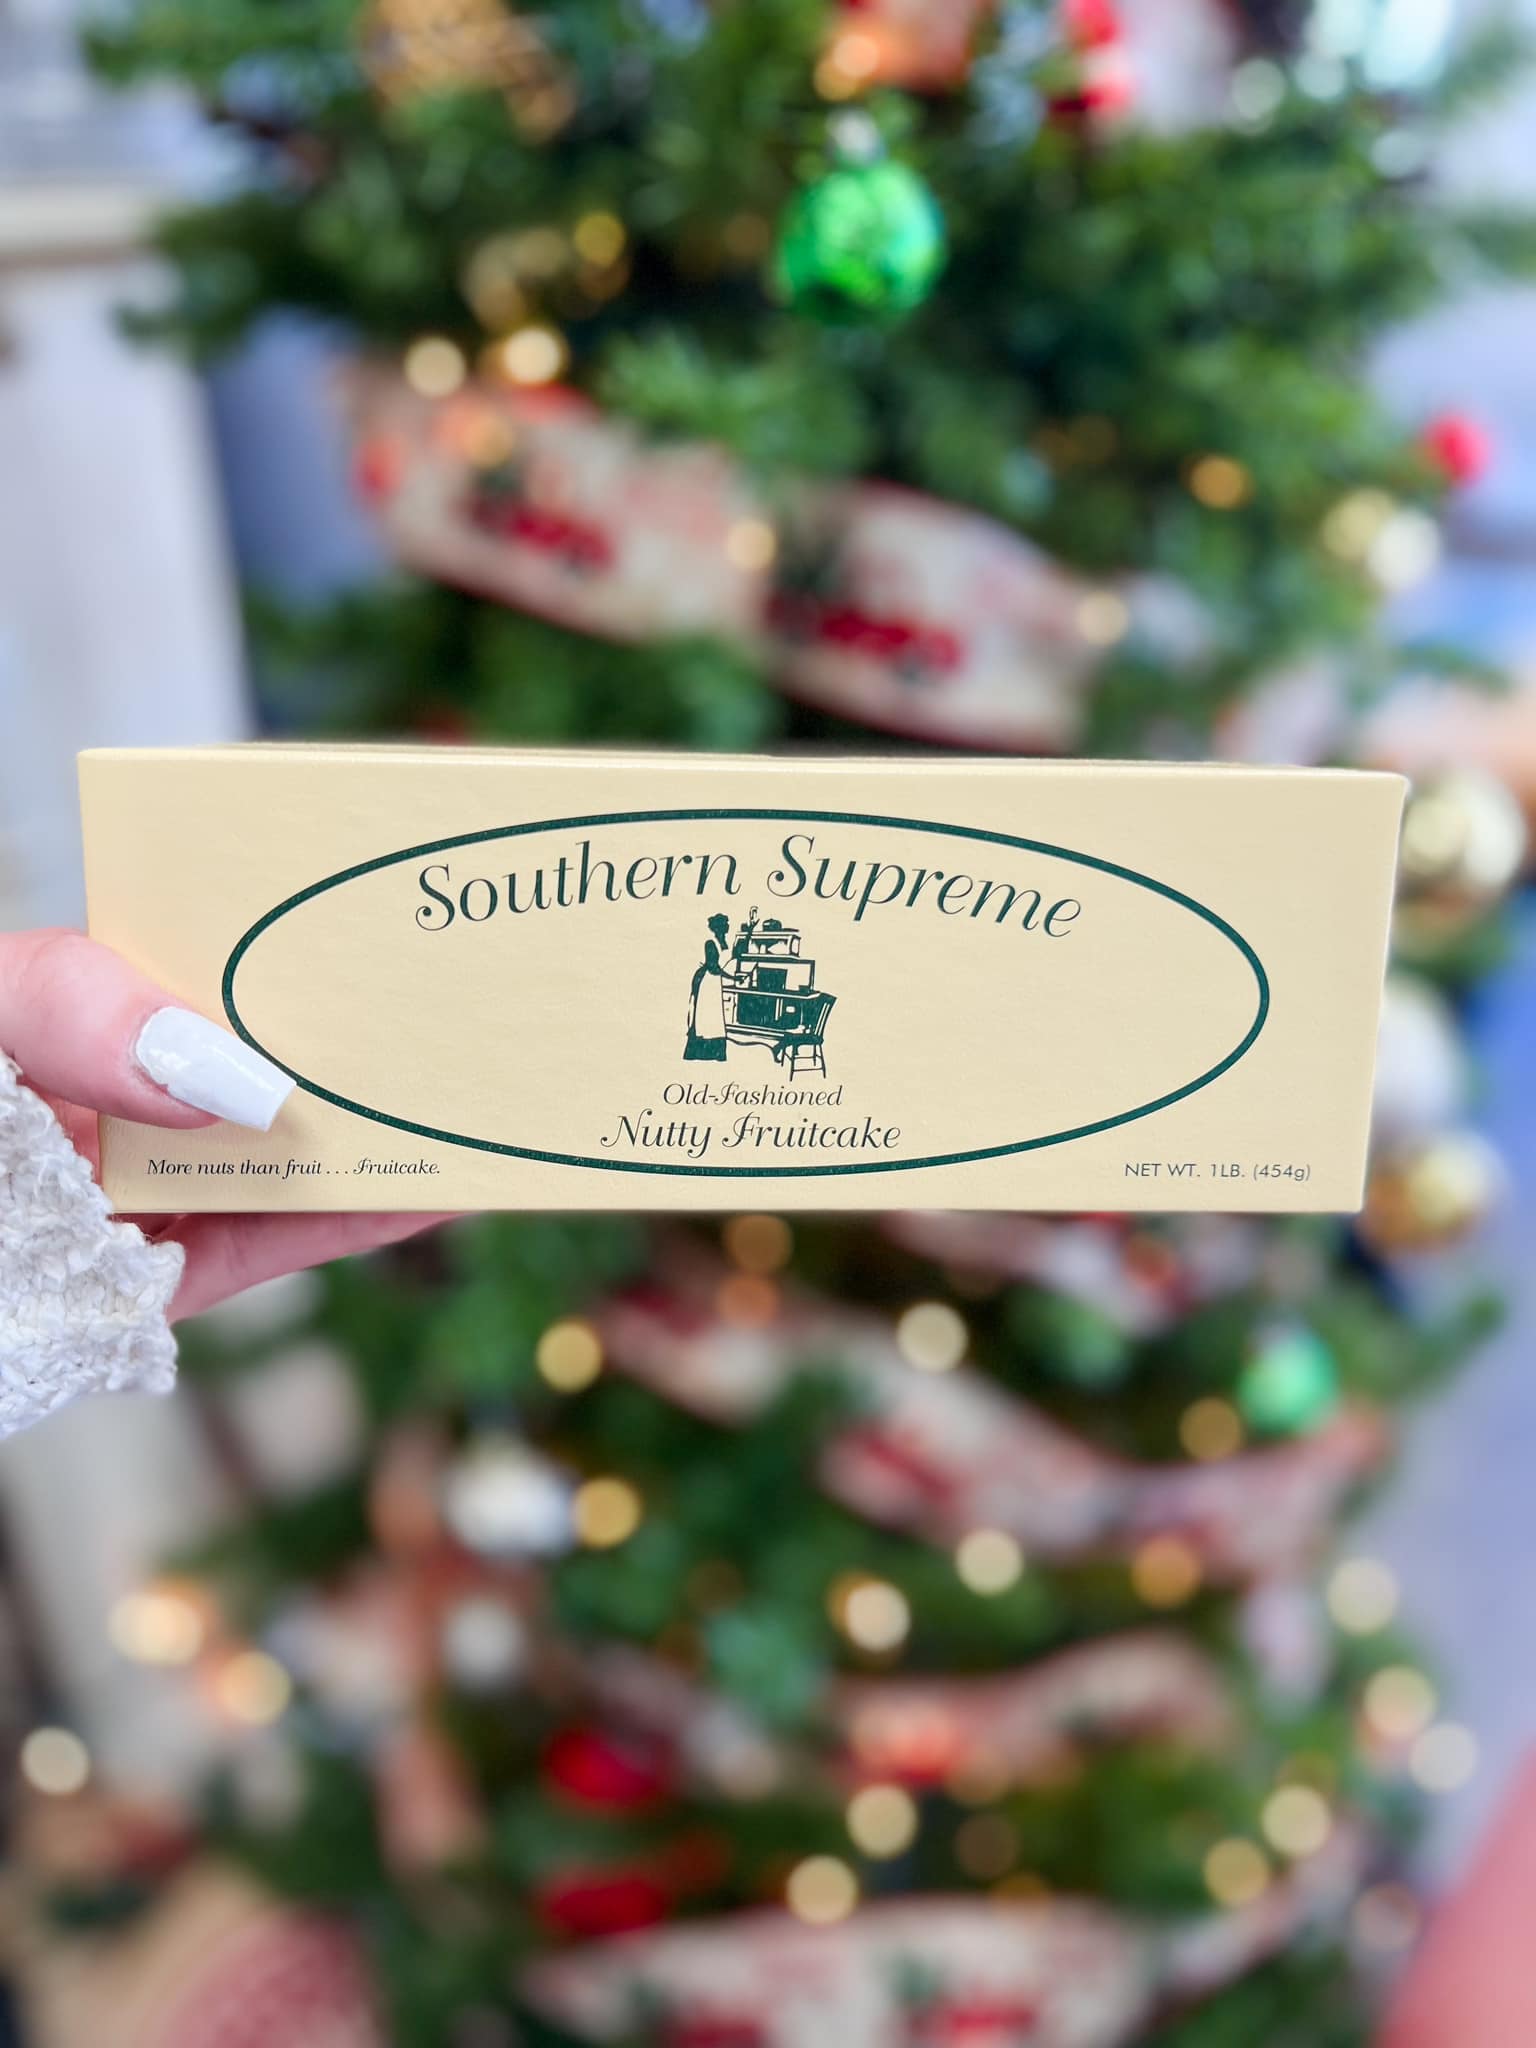 Southern Supreme
Old-Fashioned
Nutty Fruitcake
More nuts than fruit . . . Fruitcake.
NET WT. 1LB. (454g)